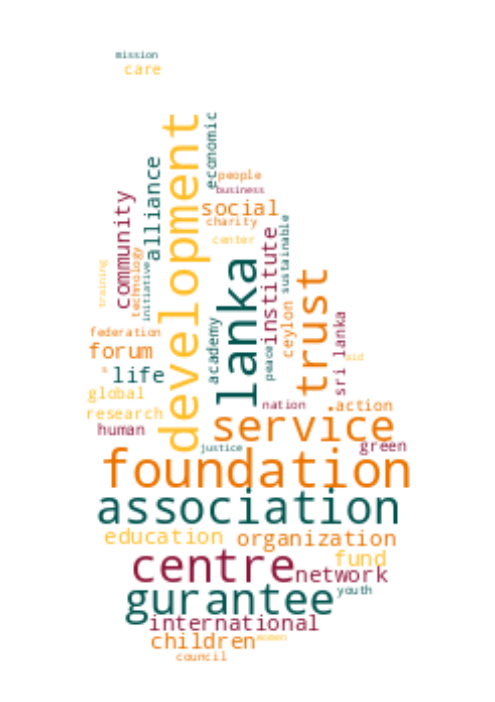 mission
care
development
economic
alliance
people
business
community
social
charity
center
institute
sustainable
technology
initiative
training
lanka
trust
ceylon
academy
peace
sri lanka
federation
forum
aid
life
global
research
nation
action
human
service
justice
green
foundation
association
education
organization
centre
fund
network
gurantee
youth
international
children
women
council